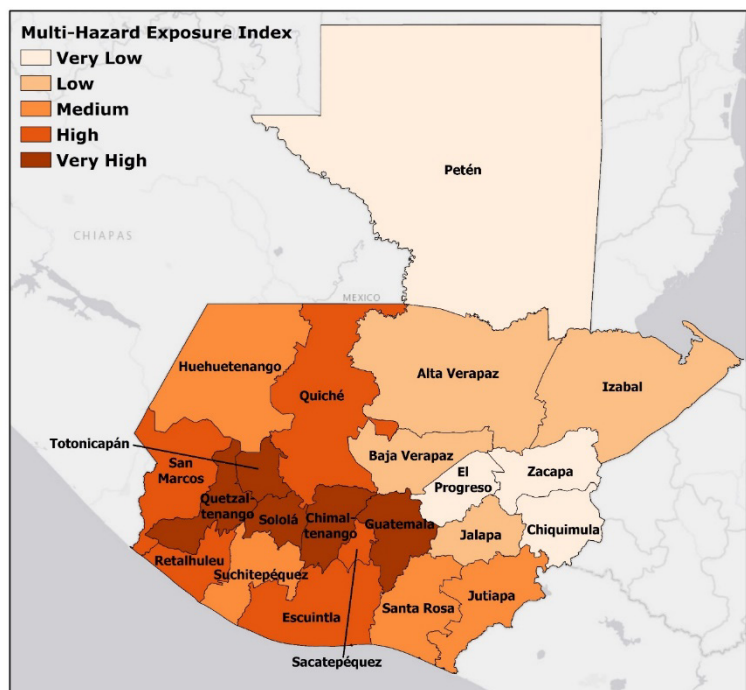 Multi-Hazard Exposure Index
Very Low
Low
Medium
High
Very High
Petén
CHIAPAS
MEXICO
Huehuetenango
Quiché
Alta Verapaz
Izabal
Totonicapán
San
Marcos
Baja Verapaz
El
Progreso
Zacapa
Quetzal-
tenango
Sololá
Chimal-
tenango
Guatemala
Jalapa
Chiquimula
Retalhuleu
Suchitepéquez
Escuintla
Santa Rosa
Jutiapa
Sacatepéquez